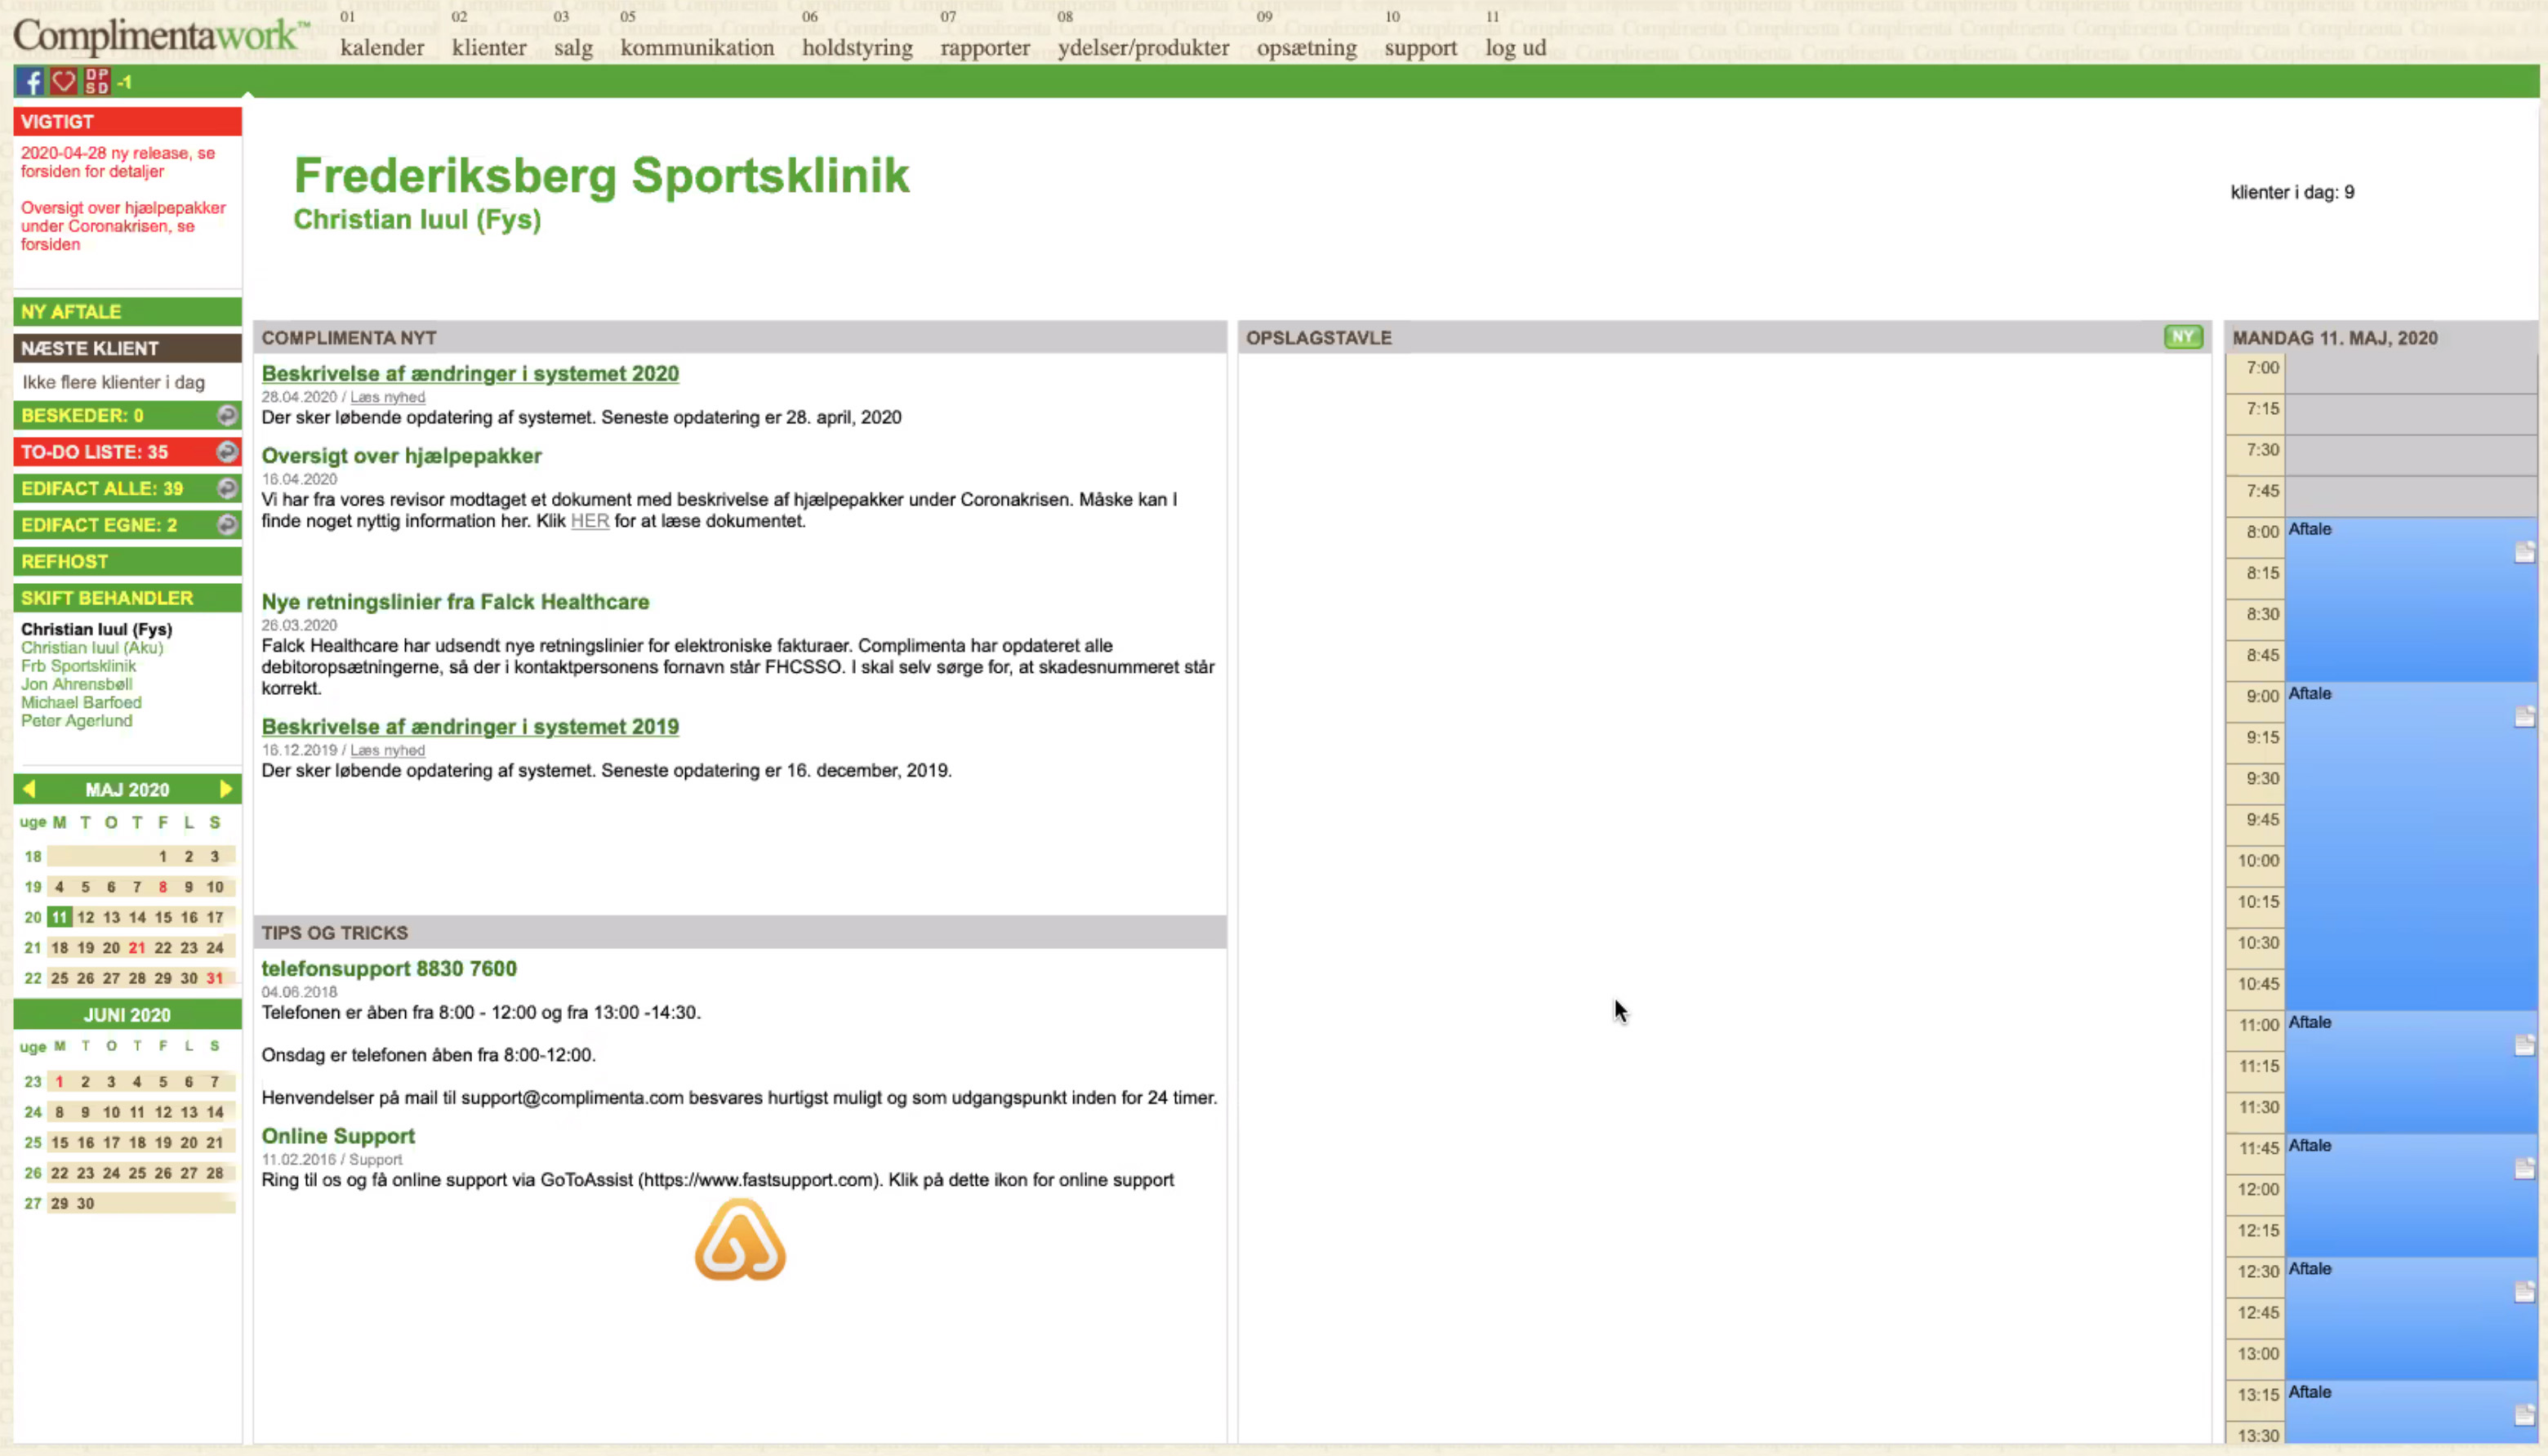 Complimentawork™
01 02 03 05 06 07 08 09 10 11
kalender klienter salg kommunikation holdstyring rapporter ydelser/produkter opsætning support log ud
f DP SD -1
VIGTIGT
2020-04-28 ny release, se
forsiden for detaljer
Oversigt over hjælpepakker
under Coronakrisen, se
forsiden
NY AFTALE
NÆSTE KLIENT
Ikke flere klienter i dag
BESKEDER: 0
TO-DO LISTE: 35
EDIFACT ALLE: 39
EDIFACT EGNE: 2
REFHOST
SKIFT BEHANDLER
Christian Iuul (Fys)
Christian Iuul (Aku)
Frb Sportsklinik
Jon Ahrensbøll
Michael Barfoed
Peter Agerlund
MAJ 2020
uge M T O T F L S
18 1 2 3
19 4 5 6 7 8 9 10
20 11 12 13 14 15 16 17
21 18 19 20 21 22 23 24
22 25 26 27 28 29 30 31
JUNI 2020
uge M T O T F L S
23 1 2 3 4 5 6 7
24 8 9 10 11 12 13 14
25 15 16 17 18 19 20 21
26 22 23 24 25 26 27 28
27 29 30
Frederiksberg Sportsklinik
Christian Iuul (Fys)
klienter i dag: 9
COMPLIMENTA NYT
Beskrivelse af ændringer i systemet 2020
28.04.2020 / Læs nyhed
Der sker løbende opdatering af systemet. Seneste opdatering er 28. april, 2020
Oversigt over hjælpepakker
16.04.2020
Vi har fra vores revisor modtaget et dokument med beskrivelse af hjælpepakker under Coronakrisen. Måske kan I
finde noget nyttig information her. Klik HER for at læse dokumentet.
Nye retningslinier fra Falck Healthcare
26.03.2020
Falck Healthcare har udsendt nye retningslinier for elektroniske fakturaer. Complimenta har opdateret alle
debitoropsætningerne, så der i kontaktpersonens fornavn står FHCSSO. I skal selv sørge for, at skadesnummeret står
korrekt.
Beskrivelse af ændringer i systemet 2019
16.12.2019 / Læs nyhed
Der sker løbende opdatering af systemet. Seneste opdatering er 16. december, 2019.
TIPS OG TRICKS
telefonsupport 8830 7600
04.06.2018
Telefonen er åben fra 8:00 - 12:00 og fra 13:00 -14:30.
Onsdag er telefonen åben fra 8:00-12:00.
Henvendelser på mail til support@complimenta.com besvares hurtigst muligt og som udgangspunkt inden for 24 timer.
Online Support
11.02.2016 / Support
Ring til os og få online support via GoToAssist (https://www.fastsupport.com). Klik på dette ikon for online support
OPSLAGSTAVLE NY
MANDAG 11. MAJ, 2020
7:00
7:15
7:30
7:45
8:00 Aftale
8:15
8:30
8:45
9:00 Aftale
9:15
9:30
9:45
10:00
10:15
10:30
10:45
11:00 Aftale
11:15
11:30
11:45 Aftale
12:00
12:15
12:30 Aftale
12:45
13:00
13:15 Aftale
13:30